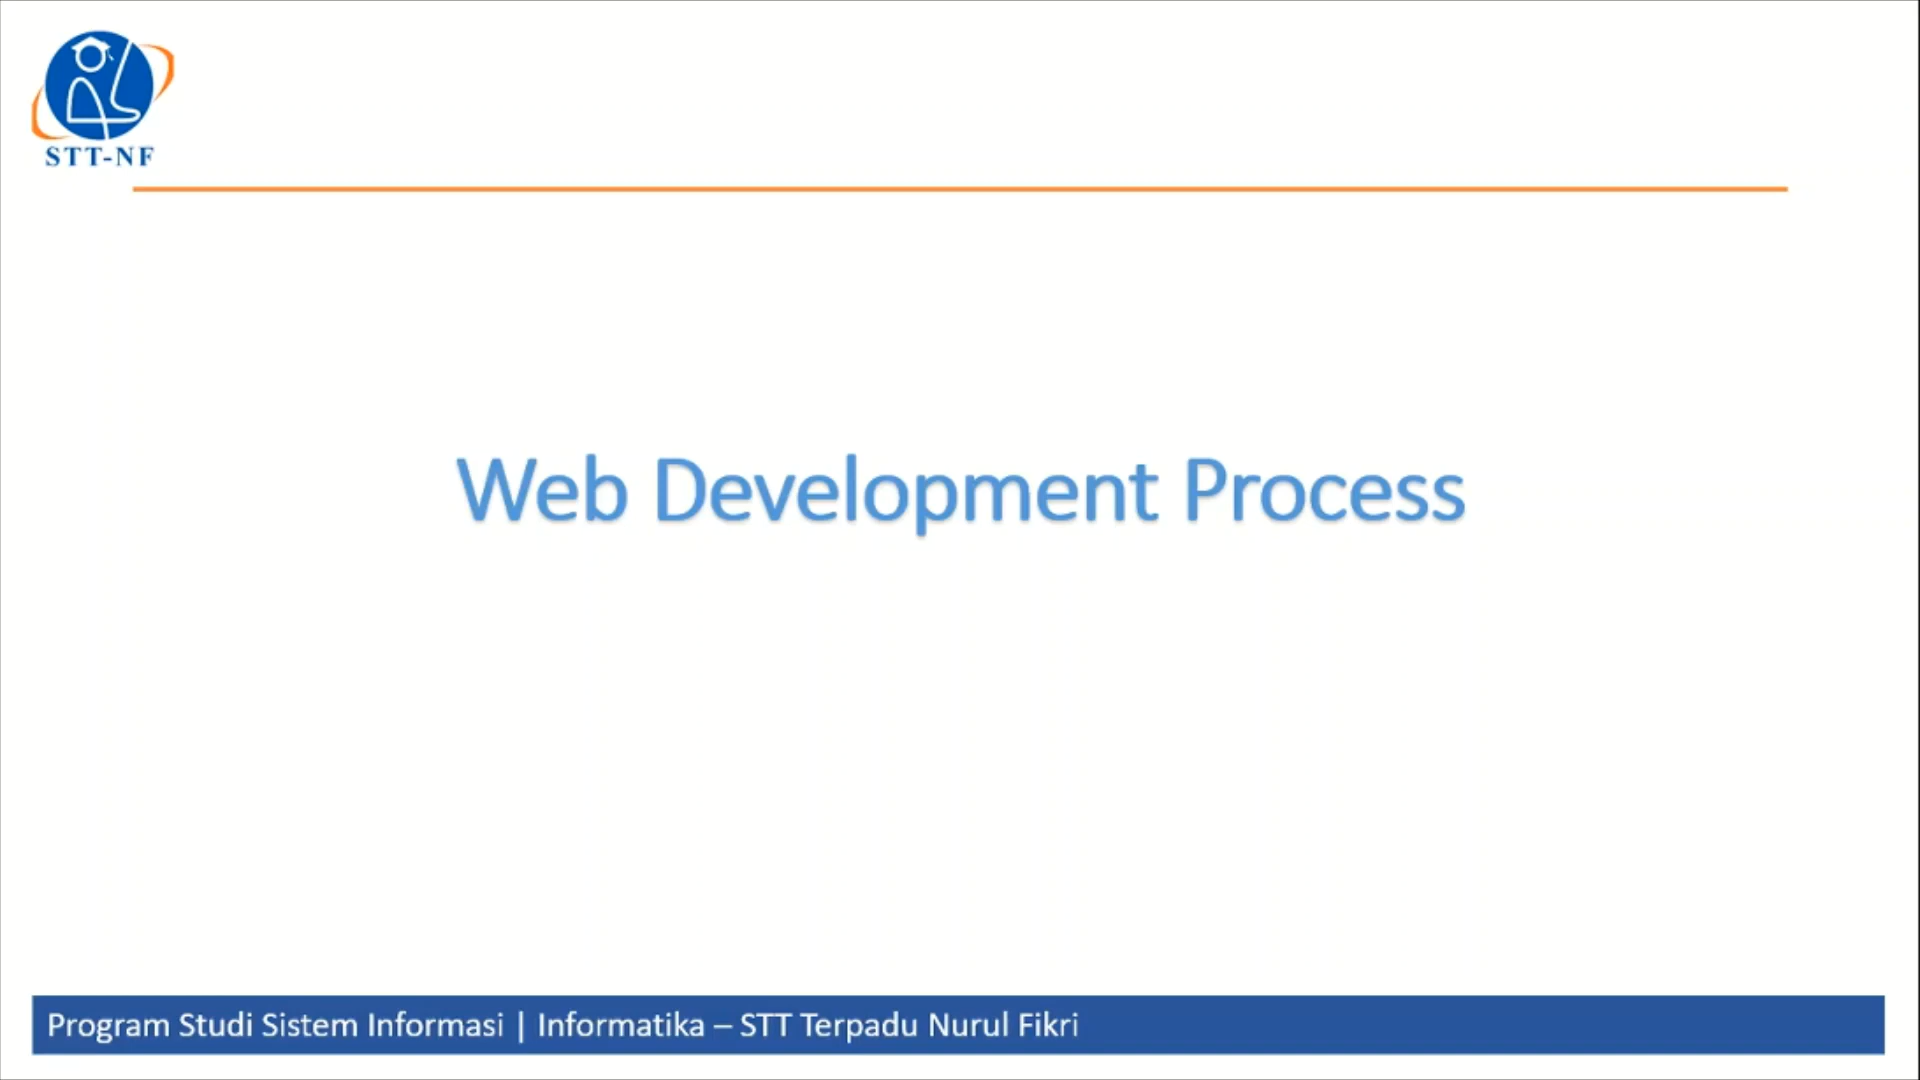 STT-NF
Web Development Process
Program Studi Sistem Informasi | Informatika – STT Terpadu Nurul Fikri